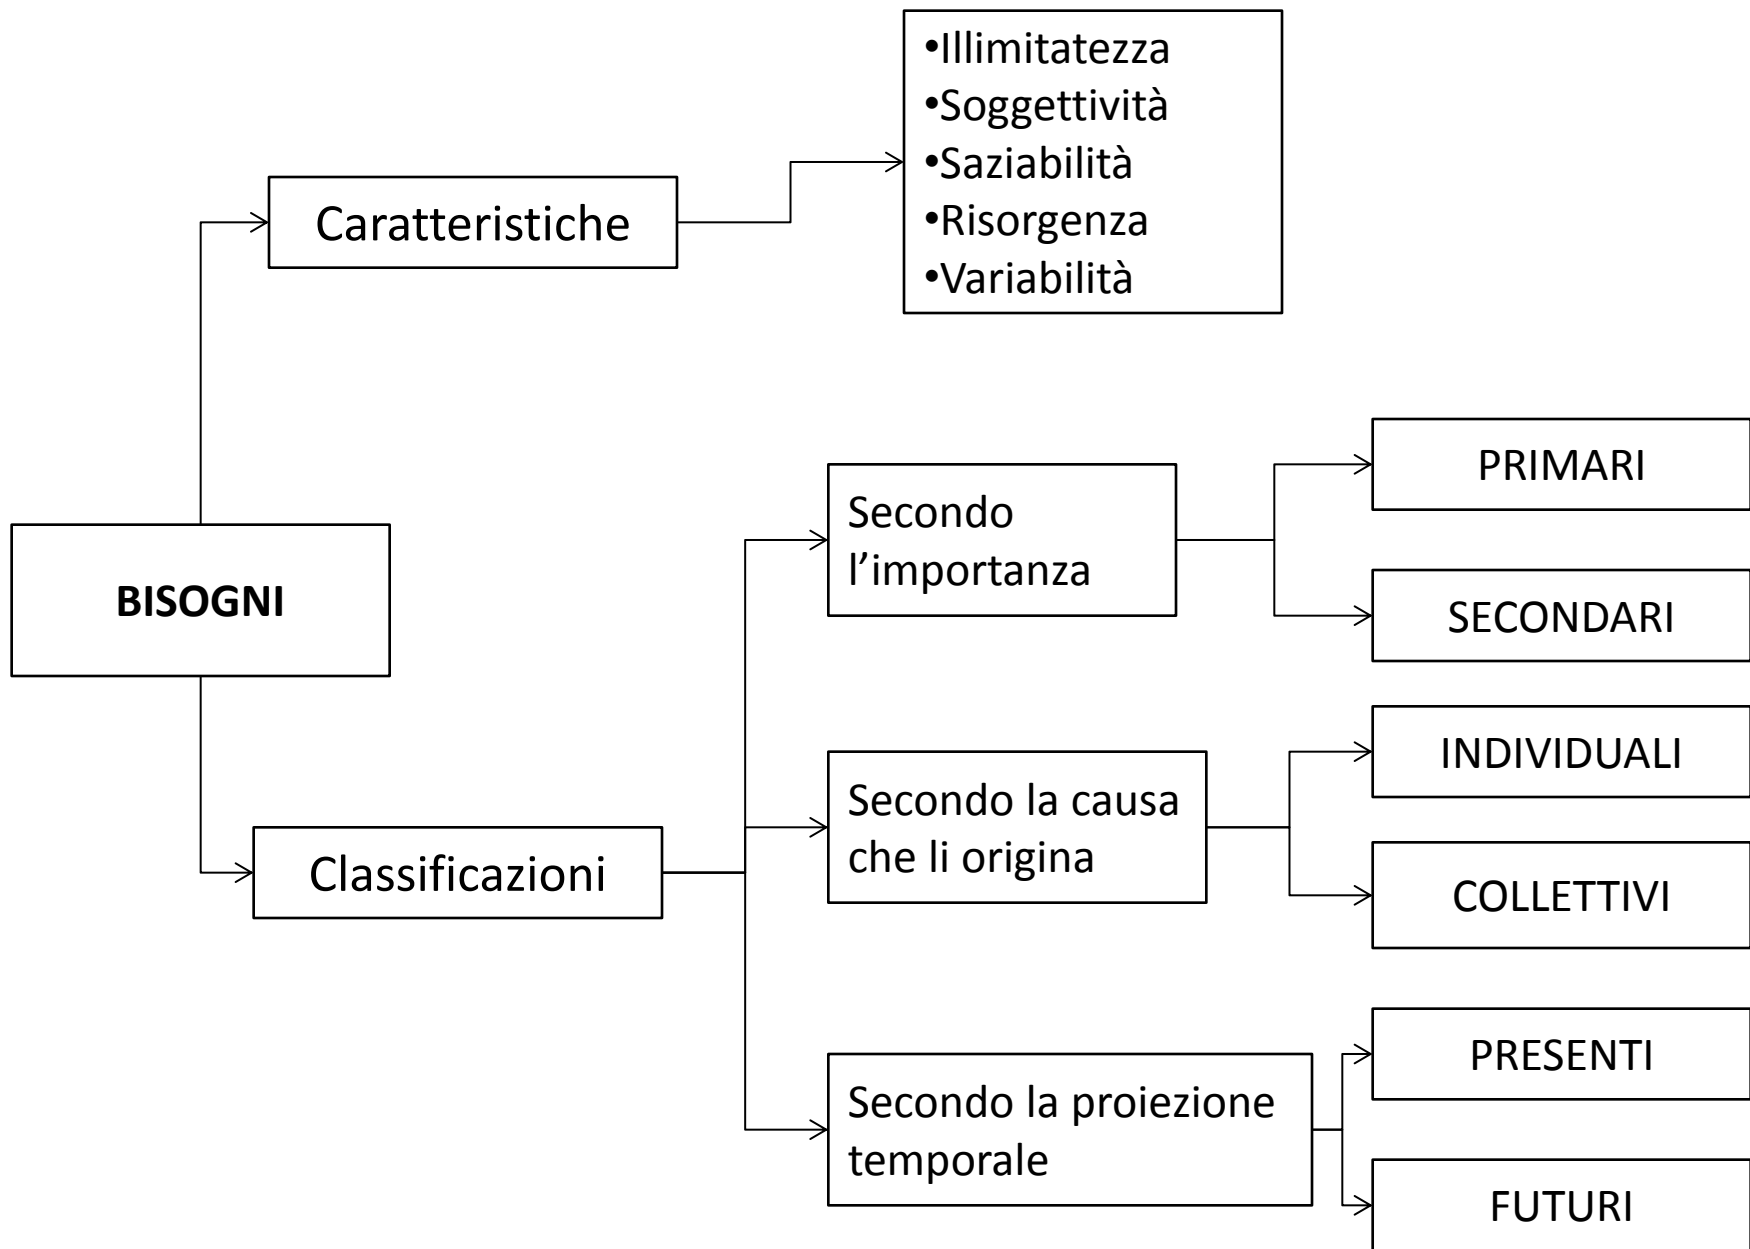 •Illimitatezza
•Soggettività
•Saziabilità
•Risorgenza
•Variabilità
Caratteristiche
BISOGNI
Classificazioni
Secondo
l’importanza
PRIMARI
SECONDARI
Secondo la causa
che li origina
INDIVIDUALI
COLLETTIVI
Secondo la proiezione
temporale
PRESENTI
FUTURI